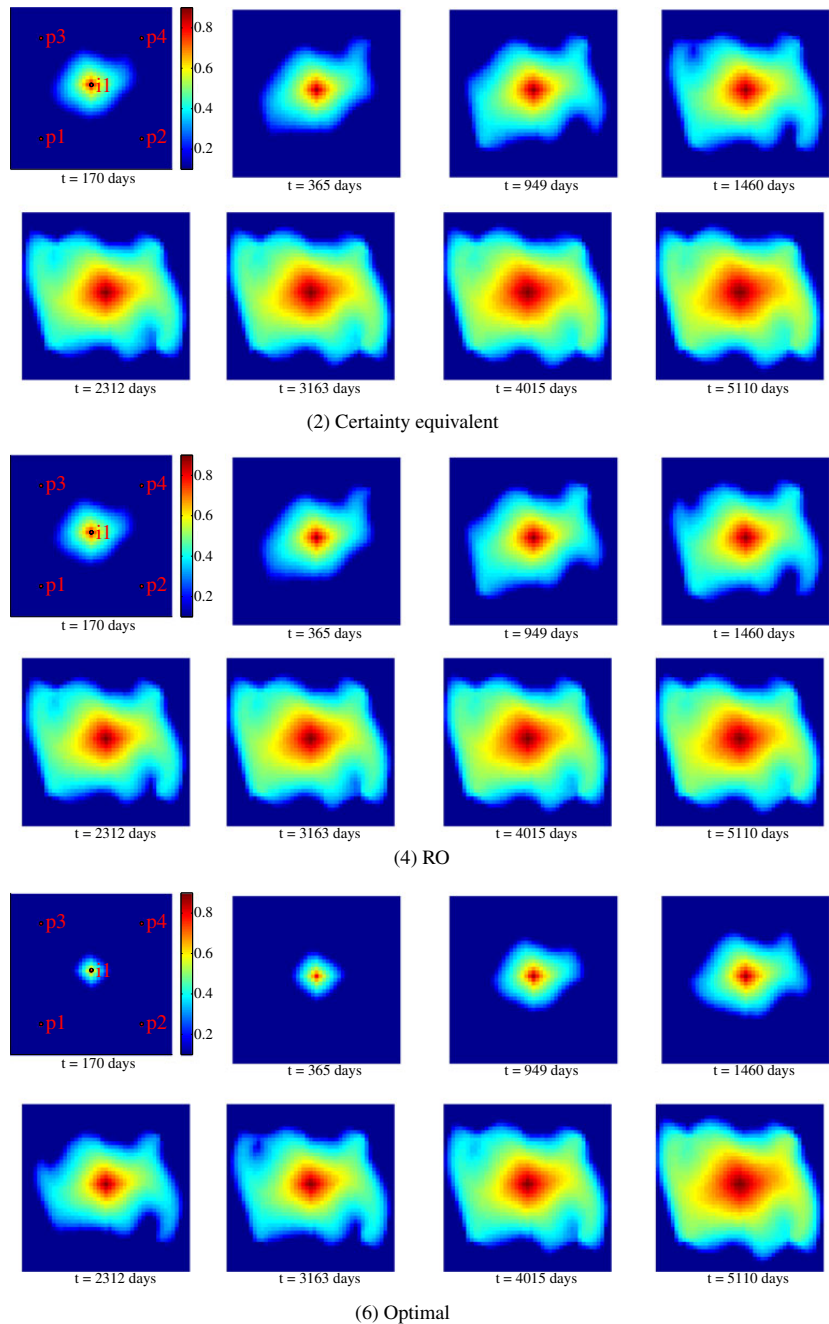 p3 p4 0.8
i1 0.6
0.4
p1 p2 0.2
t = 170 days t = 365 days t = 949 days t = 1460 days
t = 2312 days t = 3163 days t = 4015 days t = 5110 days
(2) Certainty equivalent
p3 p4 0.8
i1 0.6
0.4
p1 p2 0.2
t = 170 days t = 365 days t = 949 days t = 1460 days
t = 2312 days t = 3163 days t = 4015 days t = 5110 days
(4) RO
p3 p4 0.8
i1 0.6
0.4
p1 p2 0.2
t = 170 days t = 365 days t = 949 days t = 1460 days
t = 2312 days t = 3163 days t = 4015 days t = 5110 days
(6) Optimal